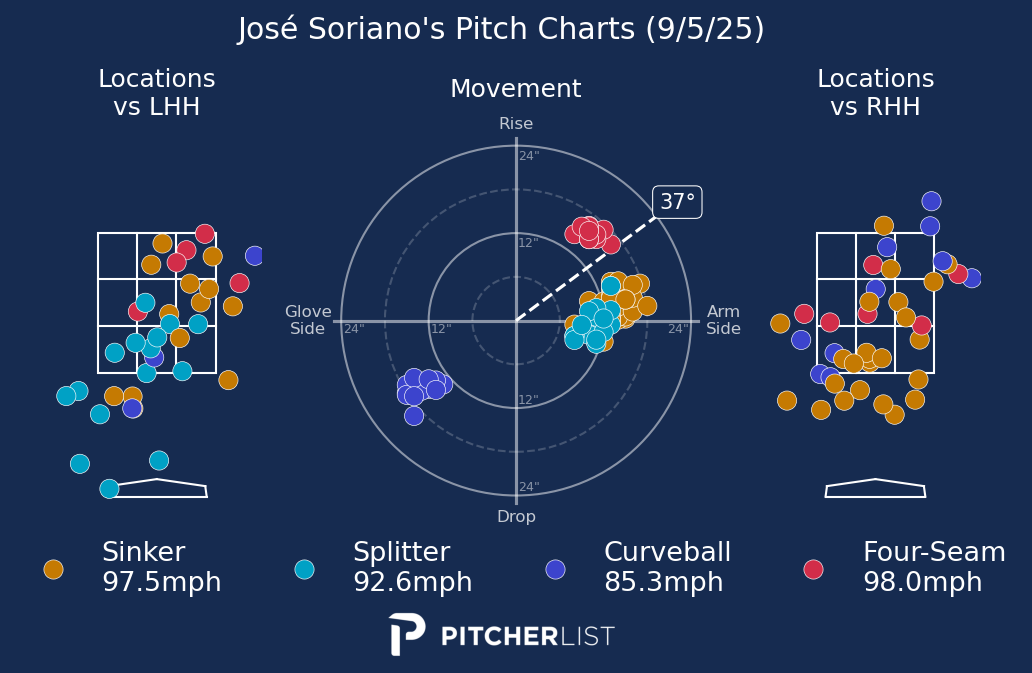 José Soriano's Pitch Charts (9/5/25)
Locations
vs LHH
Movement
Locations
vs RHH
Rise
24"
37°
12"
Glove
Side
24"
12"
24"
Arm
Side
12"
24"
Drop
Sinker
97.5mph
Splitter
92.6mph
Curveball
85.3mph
Four-Seam
98.0mph
PITCHERLIST